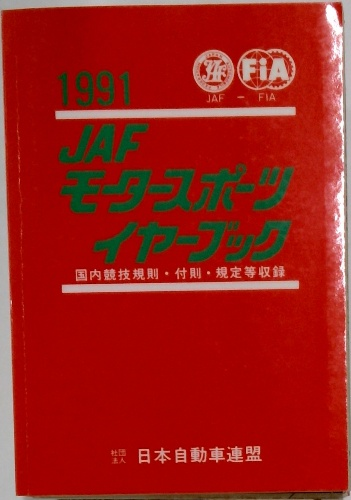 1991
JAF
FiA
JAF － FIA
JAF
モータースポーツ
イヤーブック
国内競技規則・付則・規定等収録
社団法人 日本自動車連盟